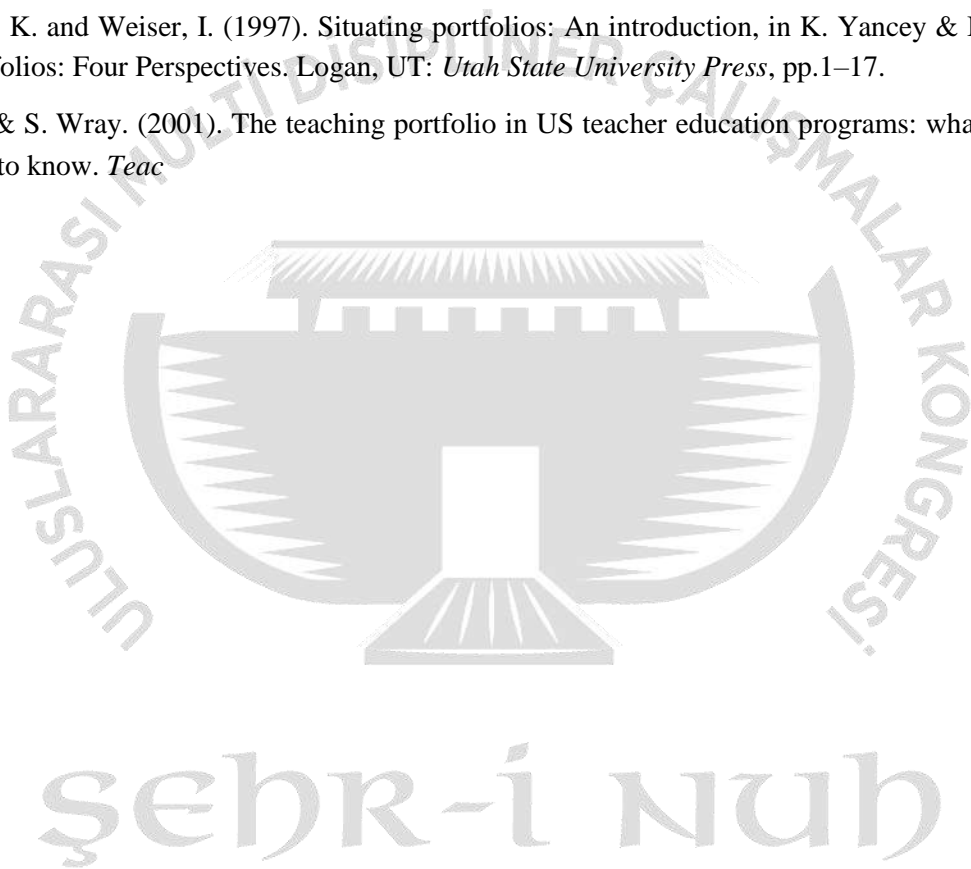 K. and Weiser, I. (1997). Situating portfolios: An introduction, in K. Yancey &
folios: Four Perspectives. Logan, UT: Utah State University Press, pp.1–17.
& S. Wray. (2001). The teaching portfolio in US teacher education programs:
to know. Teac
ULUSLARARASI MULTİ DİSİPLİNER ÇALIŞMALAR KONGRESİ
şehr-i Nuh